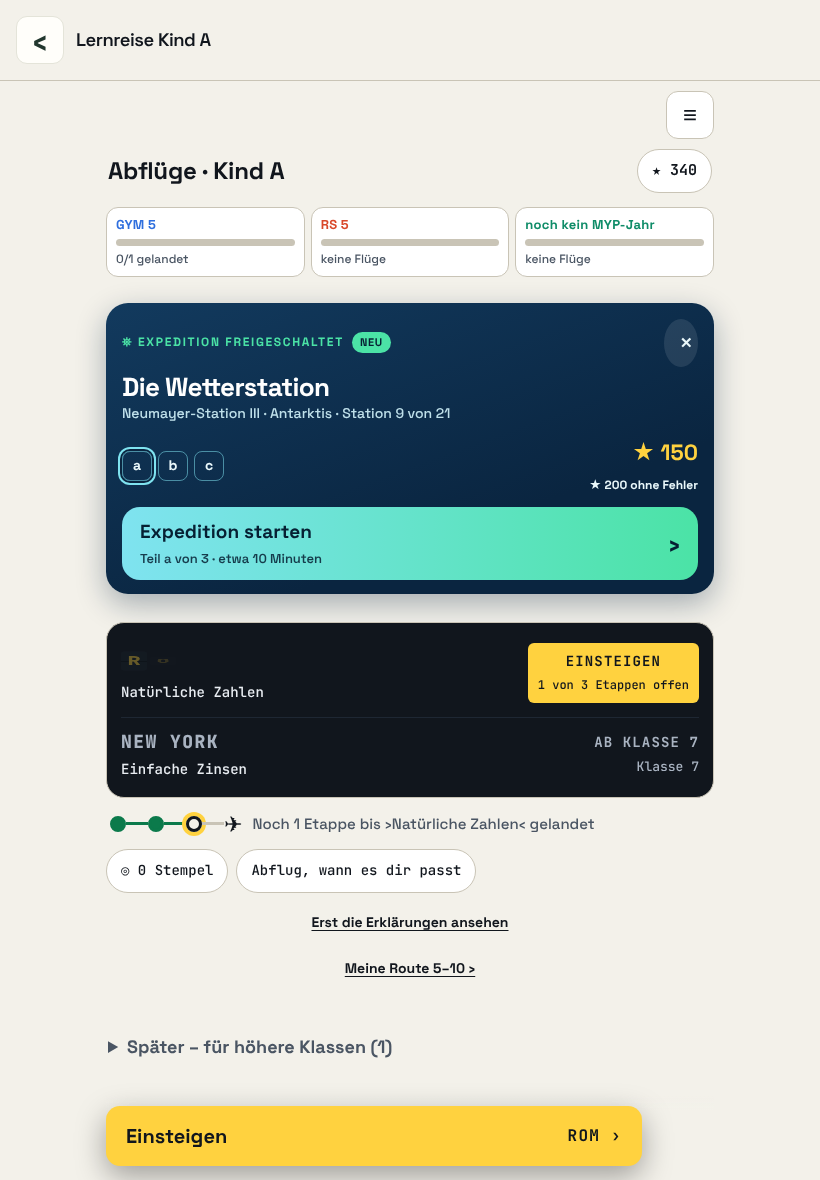 <
Lernreise Kind A
≡
Abflüge · Kind A
★ 340
GYM 5
0/1 gelandet
RS 5
keine Flüge
noch kein MYP-Jahr
keine Flüge
EXPEDITION FREIGESCHALTET NEU
×
Die Wetterstation
Neumayer-Station III · Antarktis · Station 9 von 21
a b c
★ 150
★ 200 ohne Fehler
Expedition starten
Teil a von 3 · etwa 10 Minuten
>
R
Natürliche Zahlen
EINSTEIGEN
1 von 3 Etappen offen
NEW YORK
Einfache Zinsen
AB KLASSE 7
Klasse 7
Noch 1 Etappe bis ›Natürliche Zahlen‹ gelandet
◎ 0 Stempel
Abflug, wann es dir passt
Erst die Erklärungen ansehen
Meine Route 5–10 ›
▶ Später – für höhere Klassen (1)
Einsteigen
ROM ›